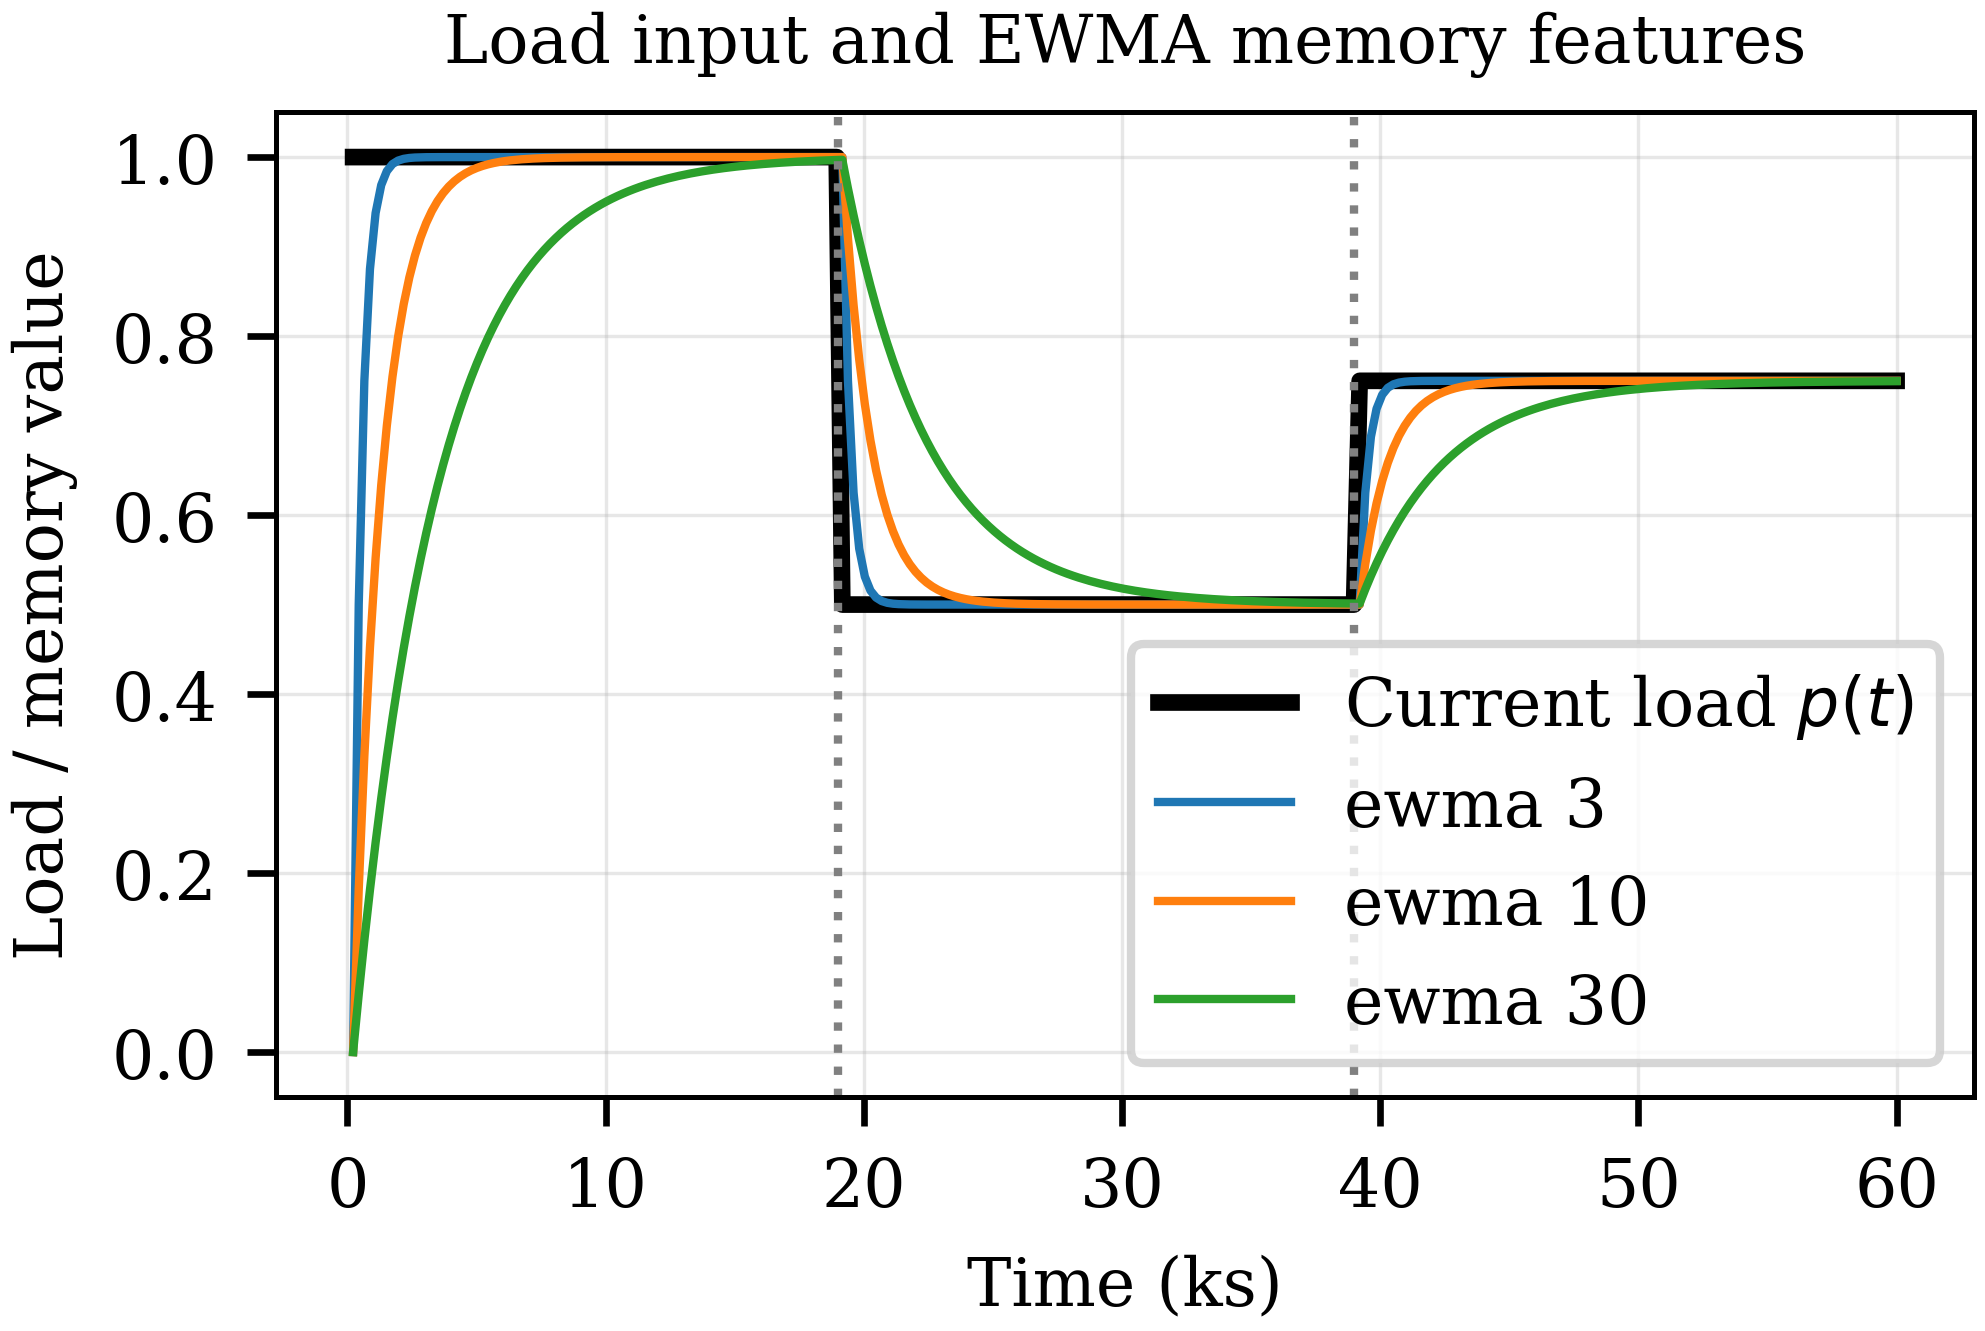 Load input and EWMA memory features
Load / memory value
1.0
0.8
0.6
0.4
0.2
0.0
Current load p(t)
ewma 3
ewma 10
ewma 30
0 10 20 30 40 50 60
Time (ks)